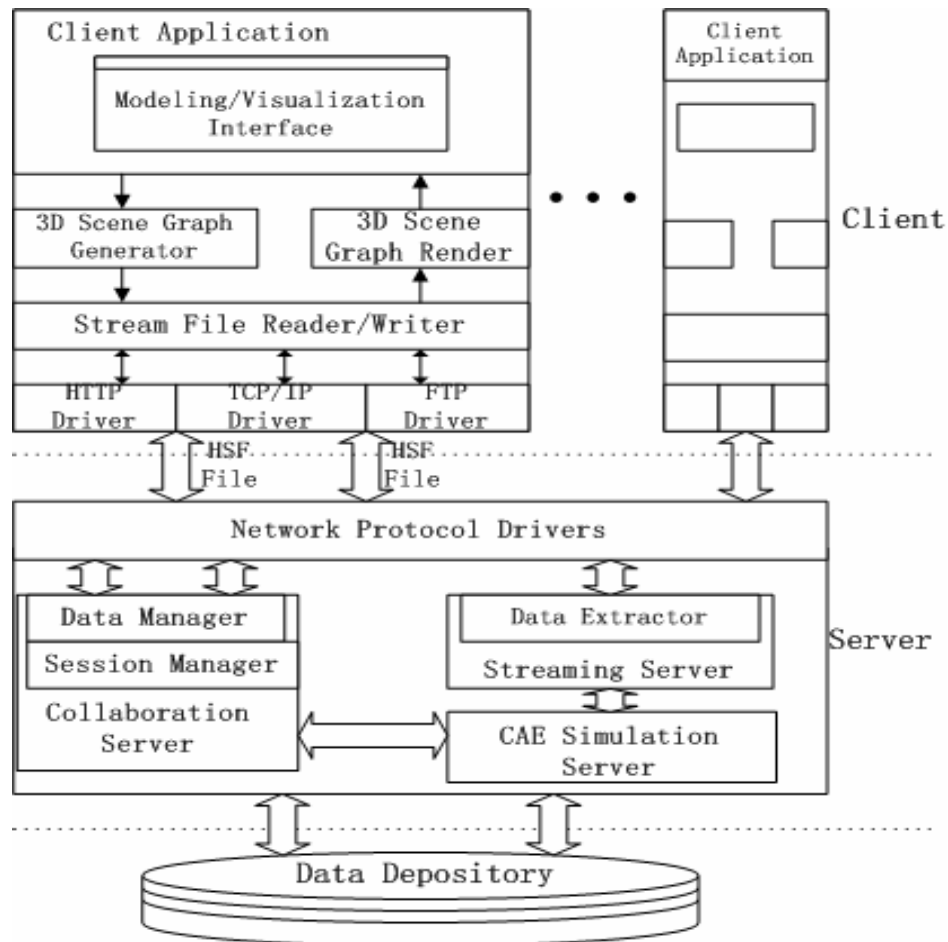 Client Application
Modeling/Visualization
Interface
3D Scene Graph
Generator
3D Scene
Graph Render
Stream File Reader/Writer
HTTP
Driver
TCP/IP
Driver
FTP
Driver
Client
Application
Client
HSF
File
HSF
File
Network Protocol Drivers
Data Manager
Session Manager
Collaboration
Server
Data Extractor
Streaming Server
CAE Simulation
Server
Server
Data Depository